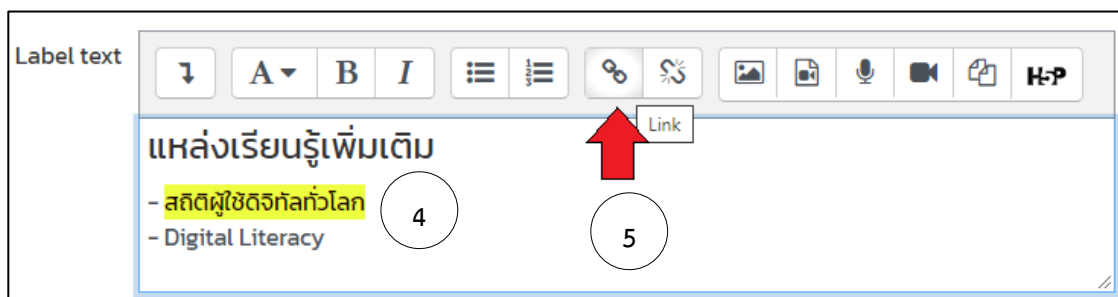 Label text
A B I H5P
Link
แหล่งเรียนรู้เพิ่มเติม
- สถิติผู้ใช้ดิจิทัลทั่วโลก
4
5
- Digital Literacy